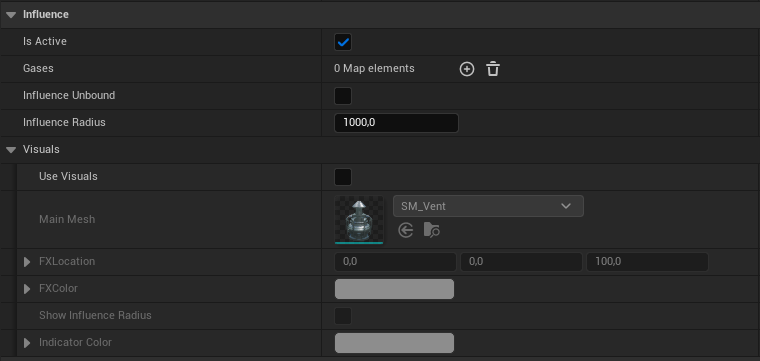 Influence
Is Active
Gases 0 Map elements
Influence Unbound
Influence Radius 1000,0
Visuals
Use Visuals
Main Mesh SM_Vent
FXLocation 0,0 0,0 100,0
FXColor
Show Influence Radius
Indicator Color